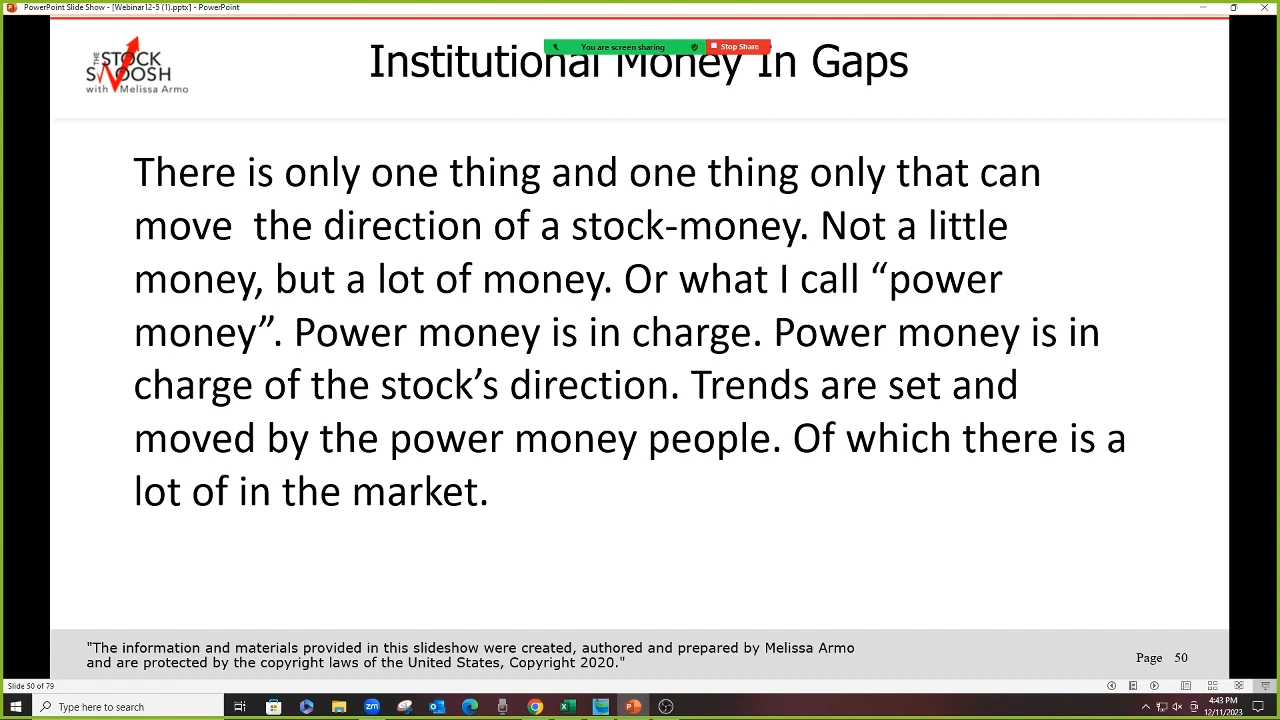 PowerPoint Slide Show - [Webinar12-5 (1).pptx] - PowerPoint
You are screen sharing
Stop Share
THE
STOCK
SWOOSH
with Melissa Armo
Institutional Money In Gaps
There is only one thing and one thing only that can
move  the direction of a stock-money. Not a little
money, but a lot of money. Or what I call “power
money”. Power money is in charge. Power money is in
charge of the stock’s direction. Trends are set and
moved by the power money people. Of which there is a
lot of in the market.
"The information and materials provided in this slideshow were created, authored and prepared by Melissa Armo
and are protected by the copyright laws of the United States, Copyright 2020."
Page 50
Slide 50 of 79
Type here to search
4:43 PM
12/11/2023